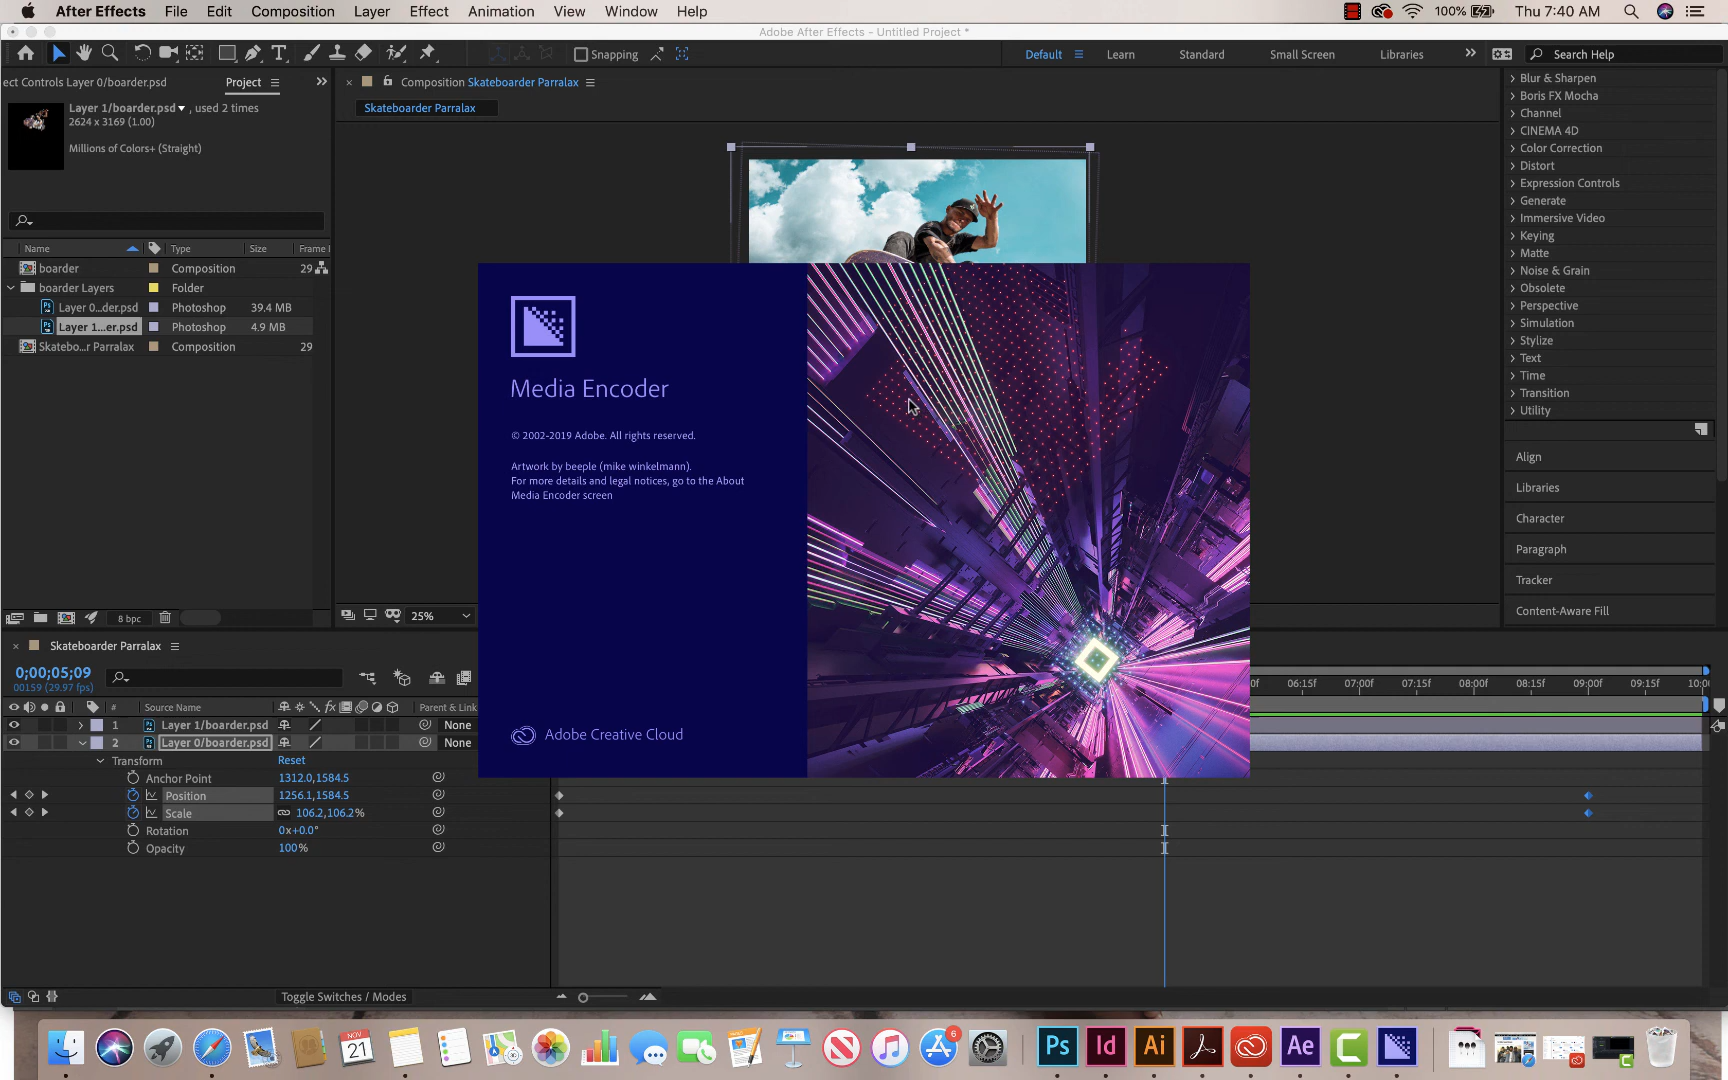 After Effects File Edit Composition Layer Effect Animation View Window Help 100% Thu 7:40 AM
Adobe After Effects - Untitled Project *
Snapping Default Learn Standard Small Screen Libraries Search Help
ect Controls Layer 0/boarder.psd Project
Layer 1/boarder.psd , used 2 times
2624 x 3169 (1.00)
Millions of Colors+ (Straight)
Name Type Size Frame
boarder Composition 29
boarder Layers Folder
Layer 0...der.psd Photoshop 39.4 MB
Layer 1...er.psd Photoshop 4.9 MB
Skatebo...r Parralax Composition 29
8 bpc
Composition Skateboarder Parralax
Skateboarder Parralax
25%
Media Encoder
© 2002-2019 Adobe. All rights reserved.
Artwork by beeple (mike winkelmann).
For more details and legal notices, go to the About
Media Encoder screen
Adobe Creative Cloud
Blur & Sharpen
Boris FX Mocha
Channel
CINEMA 4D
Color Correction
Distort
Expression Controls
Generate
Immersive Video
Keying
Matte
Noise & Grain
Obsolete
Perspective
Simulation
Stylize
Text
Time
Transition
Utility
Align
Libraries
Character
Paragraph
Tracker
Content-Aware Fill
Skateboarder Parralax
0;00;05;09
00159 (29.97 fps)
0f 06:15f 07:00f 07:15f 08:00f 08:15f 09:00f 09:15f 10:0
# Source Name fx Parent & Link
1 Layer 1/boarder.psd None
2 Layer 0/boarder.psd None
Transform Reset
Anchor Point 1312.0,1584.5
Position 1256.1,1584.5
Scale 106.2,106.2%
Rotation 0x+0.0°
Opacity 100%
Toggle Switches / Modes
NOV
21
6
Ps Id Ai Ae